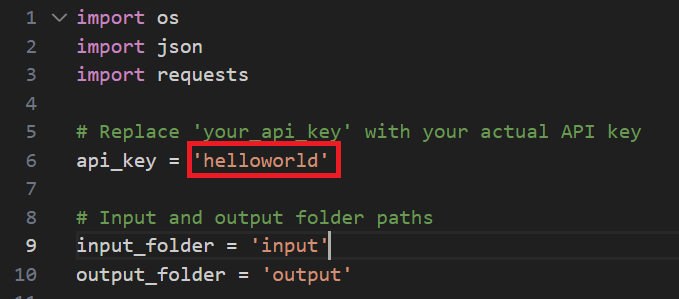 1 import os
2 import json
3 import requests
4
5 # Replace 'your_api_key' with your actual API key
6 api_key = 'helloworld'
7
8 # Input and output folder paths
9 input_folder = 'input'
10 output_folder = 'output'